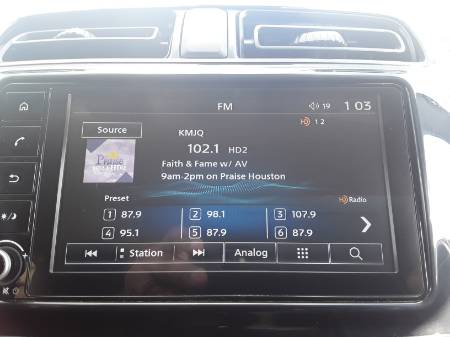 FM
19
1 03
HD 1 2
Source
KMJQ
102.1 HD2
Praise
Faith & Fame w/ AV
9am-2pm on Praise Houston
HD Radio
Preset
1 87.9 2 98.1 3 107.9
4 95.1 5 87.9 6 87.9
Station Analog